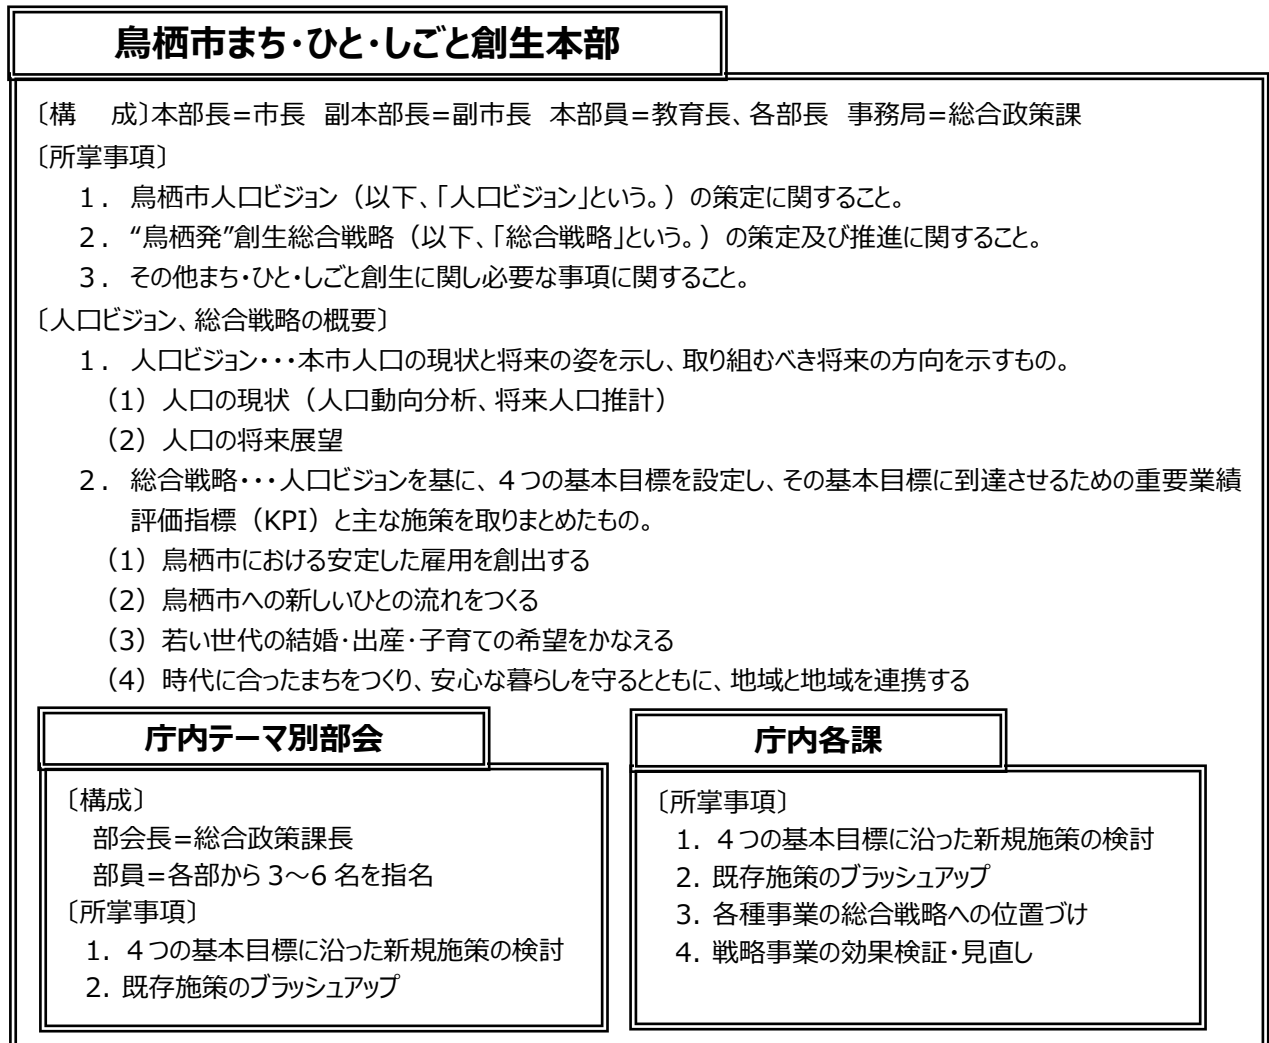 鳥栖市まち・ひと・しごと創生本部
〔構　成〕本部長=市長　副本部長=副市長　本部員=教育長、各部長　事務局=総合政策課
〔所掌事項〕
１．鳥栖市人口ビジョン（以下、「人口ビジョン」という。）の策定に関すること。
２．“鳥栖発”創生総合戦略（以下、「総合戦略」という。）の策定及び推進に関すること。
３．その他まち・ひと・しごと創生に関し必要な事項に関すること。
〔人口ビジョン、総合戦略の概要〕
１．人口ビジョン・・・本市人口の現状と将来の姿を示し、取り組むべき将来の方向を示すもの。
（1）人口の現状（人口動向分析、将来人口推計）
（2）人口の将来展望
２．総合戦略・・・人口ビジョンを基に、４つの基本目標を設定し、その基本目標に到達させるための重要業績
評価指標（KPI）と主な施策を取りまとめたもの。
（1）鳥栖市における安定した雇用を創出する
（2）鳥栖市への新しいひとの流れをつくる
（3）若い世代の結婚・出産・子育ての希望をかなえる
（4）時代に合ったまちをつくり、安心な暮らしを守るとともに、地域と地域を連携する
庁内テーマ別部会
〔構成〕
部会長=総合政策課長
部員=各部から 3～6 名を指名
〔所掌事項〕
1. ４つの基本目標に沿った新規施策の検討
2. 既存施策のブラッシュアップ
庁内各課
〔所掌事項〕
1. ４つの基本目標に沿った新規施策の検討
2. 既存施策のブラッシュアップ
3. 各種事業の総合戦略への位置づけ
4. 戦略事業の効果検証・見直し